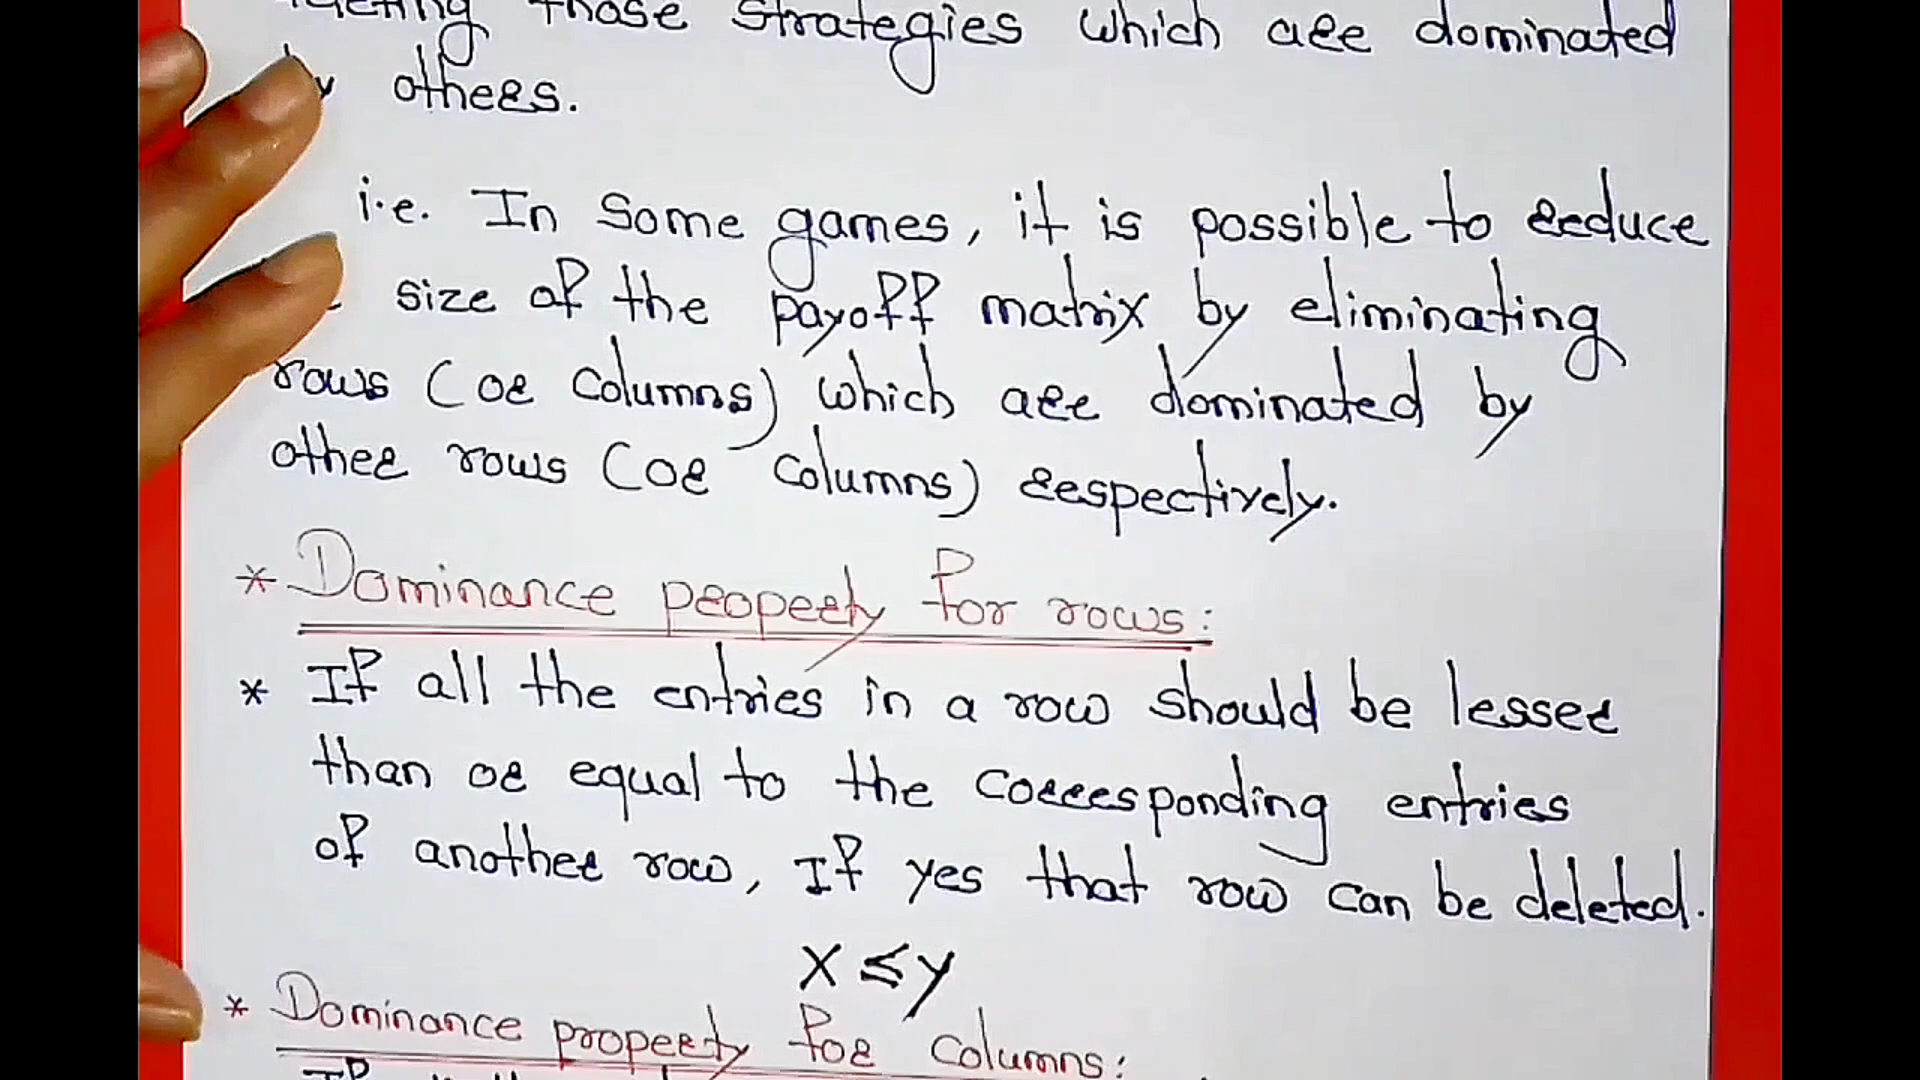 those strategies which are dominated
others.
i.e. In Some games, it is possible to reduce
size of the payoff matrix by eliminating
rows (or Columns) which are dominated by
other rows (or Columns) respectively.
* Dominance property for rows:
* If all the entries in a row should be lesser
than or equal to the Corresponding entries
of another row, If yes that row can be deleted.
X ≤ y
* Dominance property for Columns: